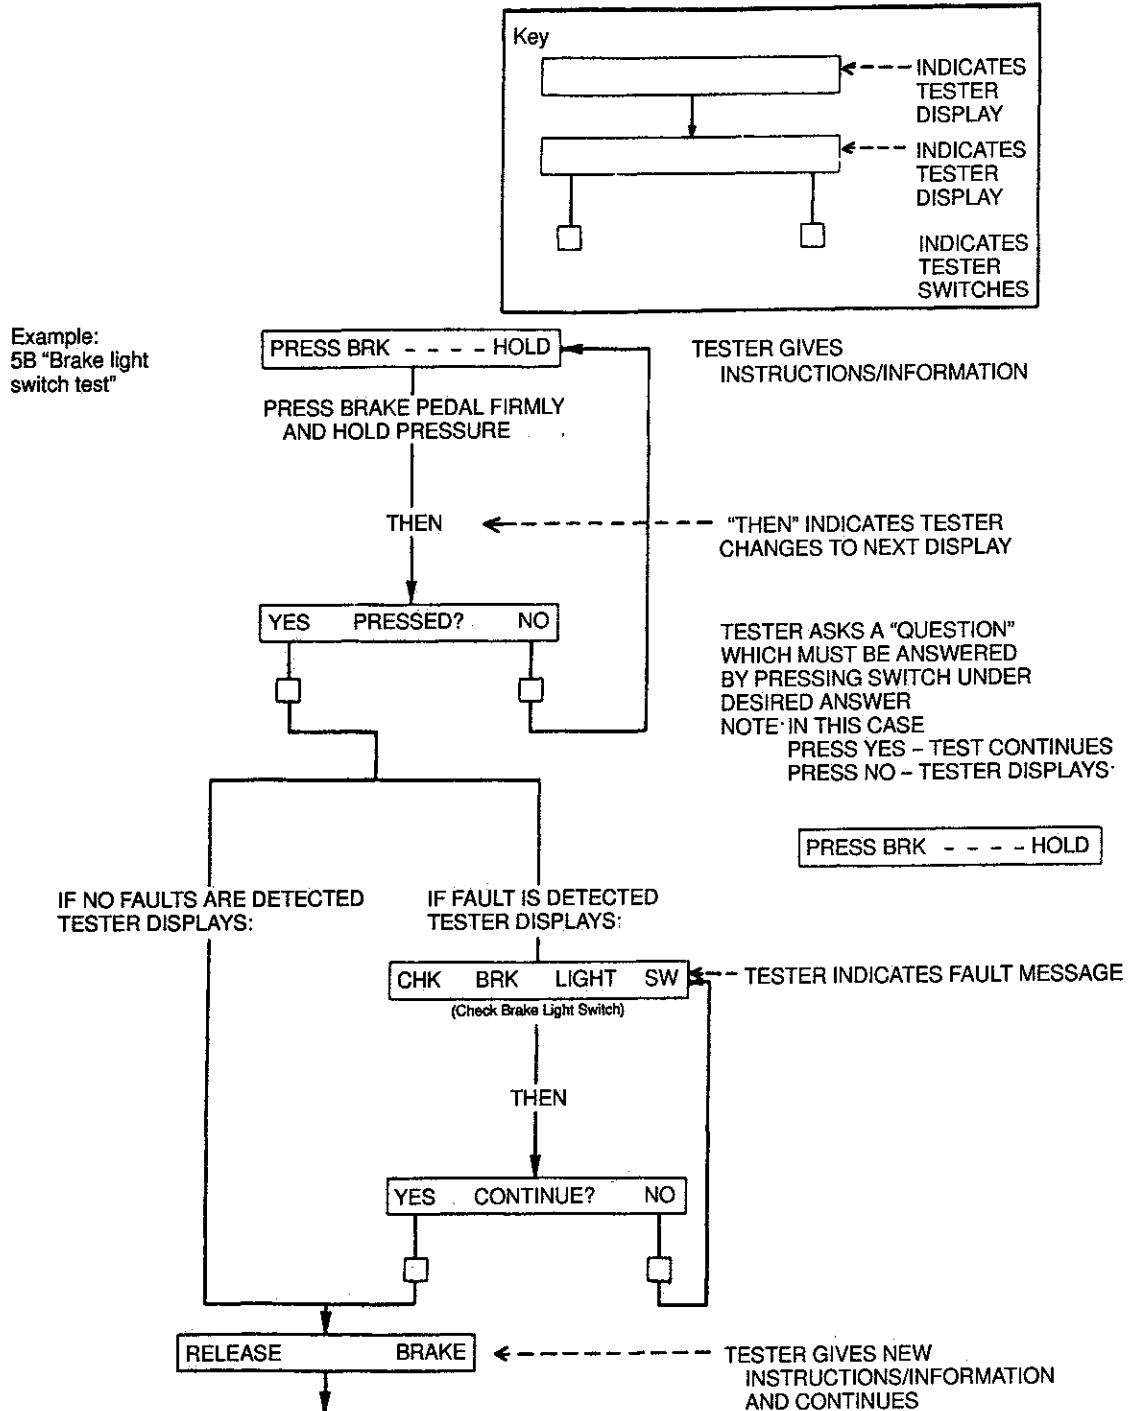 Key
INDICATES
TESTER
DISPLAY
INDICATES
TESTER
DISPLAY
INDICATES
TESTER
SWITCHES
Example:
5B “Brake light
switch test”
PRESS BRK - - - - HOLD
TESTER GIVES
INSTRUCTIONS/INFORMATION
PRESS BRAKE PEDAL FIRMLY
AND HOLD PRESSURE
THEN
“THEN” INDICATES TESTER
CHANGES TO NEXT DISPLAY
YES PRESSED? NO
TESTER ASKS A “QUESTION”
WHICH MUST BE ANSWERED
BY PRESSING SWITCH UNDER
DESIRED ANSWER
NOTE: IN THIS CASE
PRESS YES – TEST CONTINUES
PRESS NO – TESTER DISPLAYS:
PRESS BRK - - - - HOLD
IF NO FAULTS ARE DETECTED
TESTER DISPLAYS:
IF FAULT IS DETECTED
TESTER DISPLAYS:
CHK BRK LIGHT SW
(Check Brake Light Switch)
TESTER INDICATES FAULT MESSAGE
THEN
YES CONTINUE? NO
RELEASE BRAKE
TESTER GIVES NEW
INSTRUCTIONS/INFORMATION
AND CONTINUES